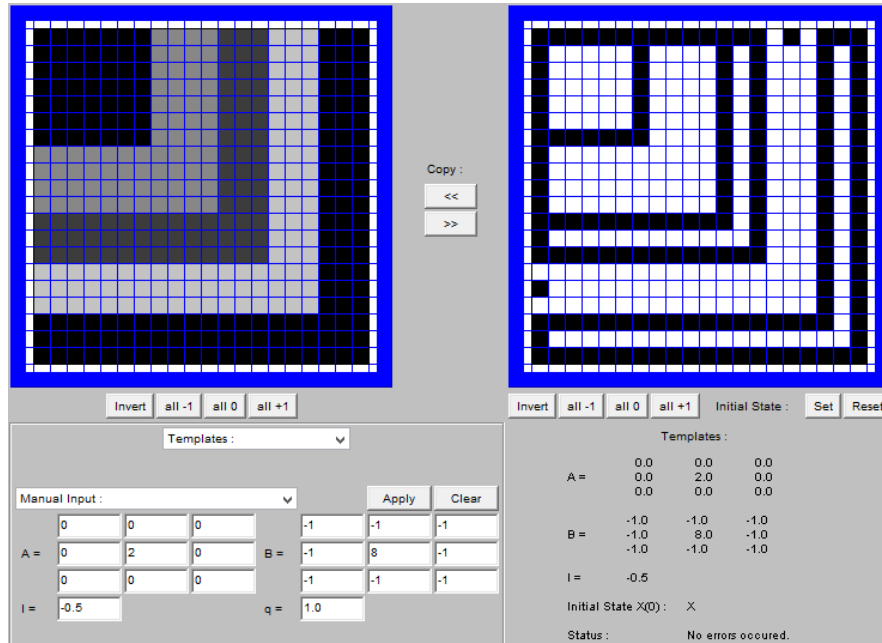 Copy :
<<
>>
Invert all -1 all 0 all +1
Invert all -1 all 0 all +1 Initial State : Set Reset
Templates :
Manual Input : Apply Clear
0 0 0 -1 -1 -1
A = 0 2 0 B = -1 8 -1
0 0 0 -1 -1 -1
I = -0.5 q = 1.0
Templates :
0.0 0.0 0.0
A = 0.0 2.0 0.0
0.0 0.0 0.0
-1.0 -1.0 -1.0
B = -1.0 8.0 -1.0
-1.0 -1.0 -1.0
I = -0.5
Initial State X(0) : X
Status : No errors occured.